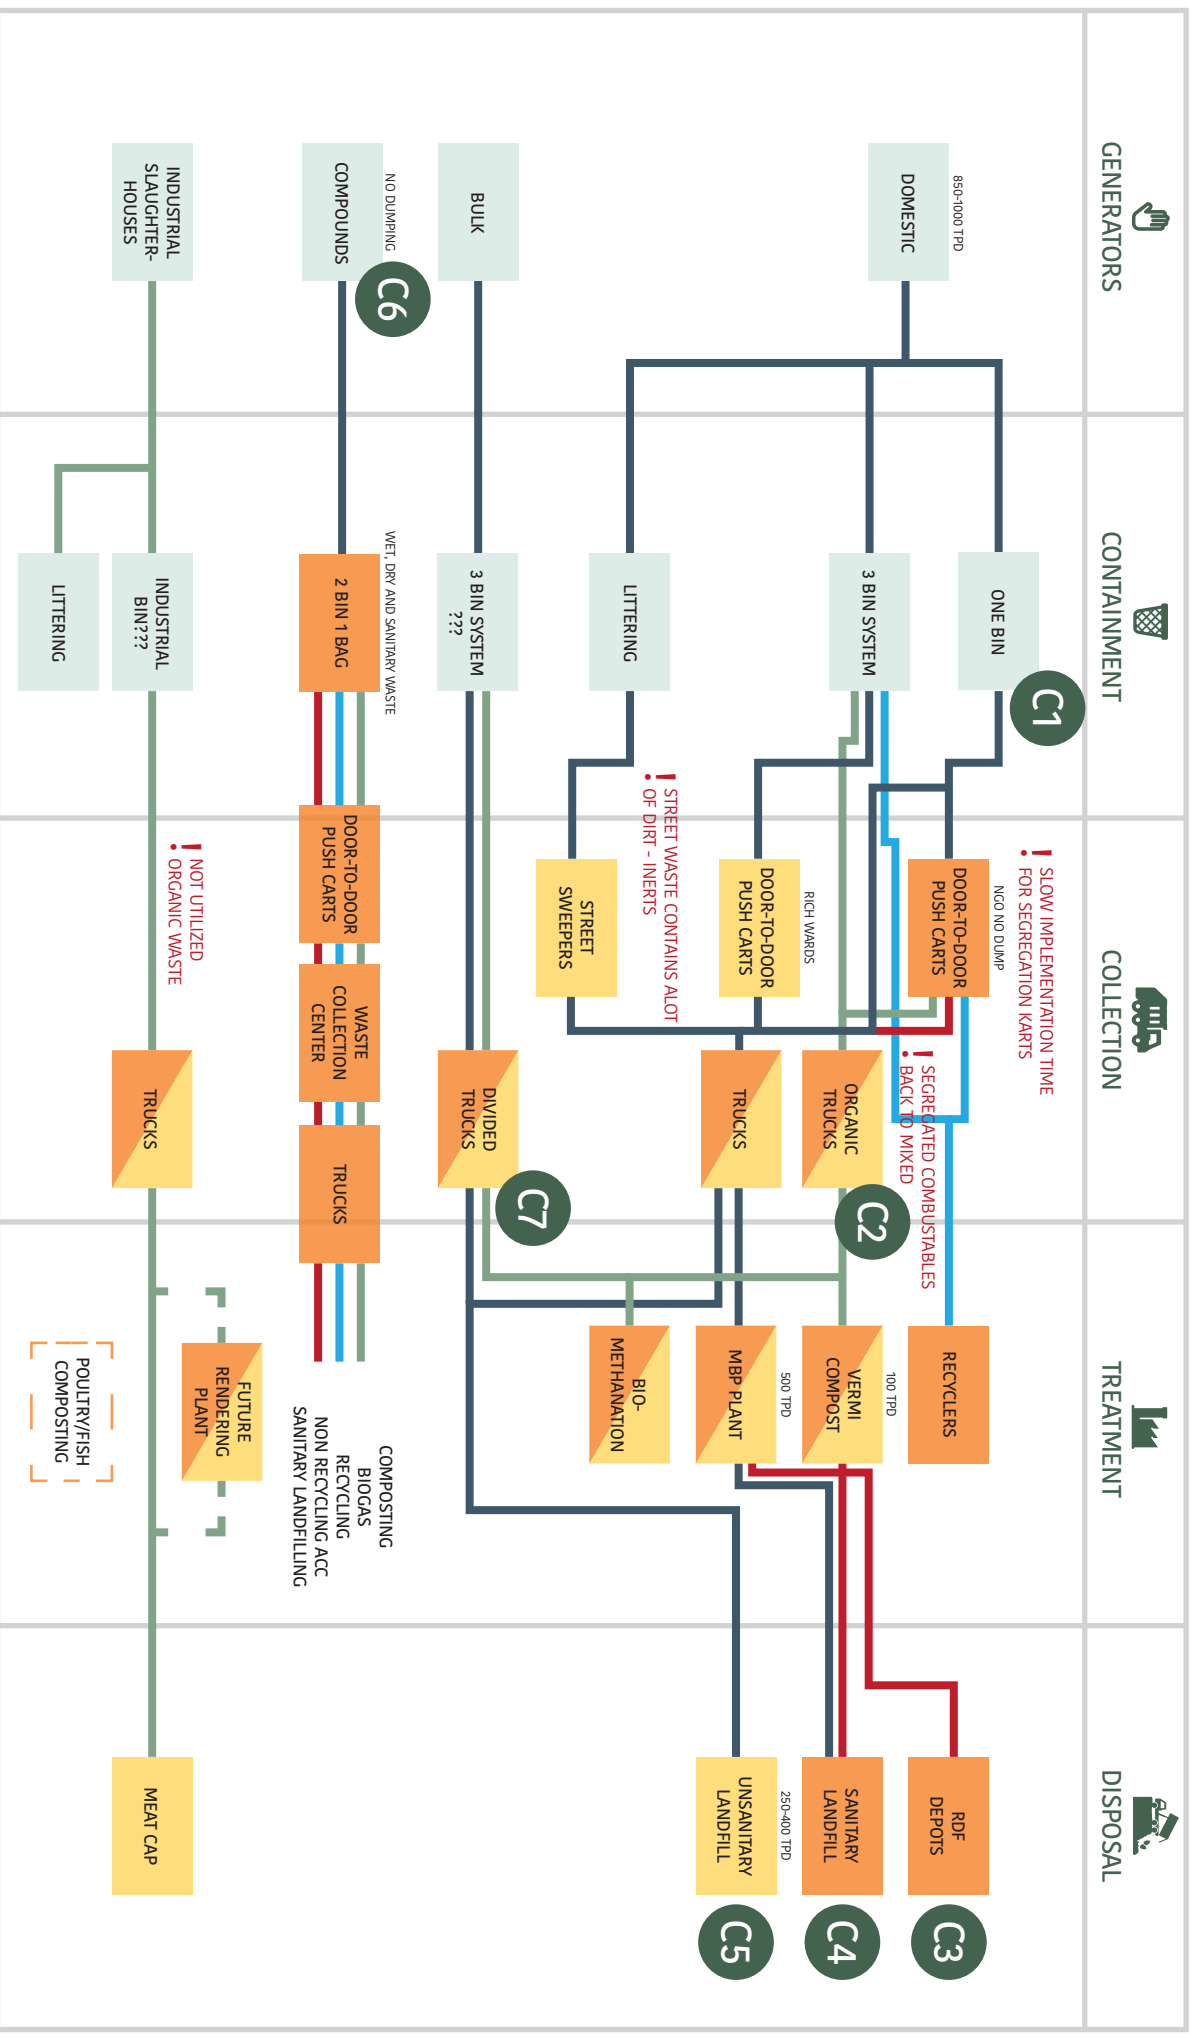 GENERATORS
CONTAINMENT
COLLECTION
TREATMENT
DISPOSAL
850-1000 TPD
DOMESTIC
ONE BIN
C1
3 BIN SYSTEM
LITTERING
! SLOW IMPLEMENTATION TIME
FOR SEGREGATION KARTS
NGO NO DUMP
DOOR-TO-DOOR
PUSH CARTS
! SEGREGATED COMBUSTABLES
BACK TO MIXED
RICH WARDS
DOOR-TO-DOOR
PUSH CARTS
! STREET WASTE CONTAINS ALOT
OF DIRT - INERTS
STREET
SWEEPERS
ORGANIC
TRUCKS
C2
TRUCKS
RECYCLERS
100 TPD
VERMI
COMPOST
500 TPD
MBP PLANT
BIO-
METHANATION
RDF
DEPOTS
C3
SANITARY
LANDFILL
C4
250-400 TPD
UNSANITARY
LANDFILL
C5
BULK
3 BIN SYSTEM
???
DIVIDED
TRUCKS
C7
NO DUMPING
COMPOUNDS
C6
WET, DRY AND SANITARY WASTE
2 BIN 1 BAG
DOOR-TO-DOOR
PUSH CARTS
WASTE
COLLECTION
CENTER
TRUCKS
COMPOSTING
BIOGAS
RECYCLING
NON RECYCLING ACC
SANITARY LANDFILLING
INDUSTRIAL
SLAUGHTER-
HOUSES
INDUSTRIAL
BIN???
LITTERING
! NOT UTILIZED
ORGANIC WASTE
TRUCKS
FUTURE
RENDERING
PLANT
POULTRY/FISH
COMPOSTING
MEAT CAP